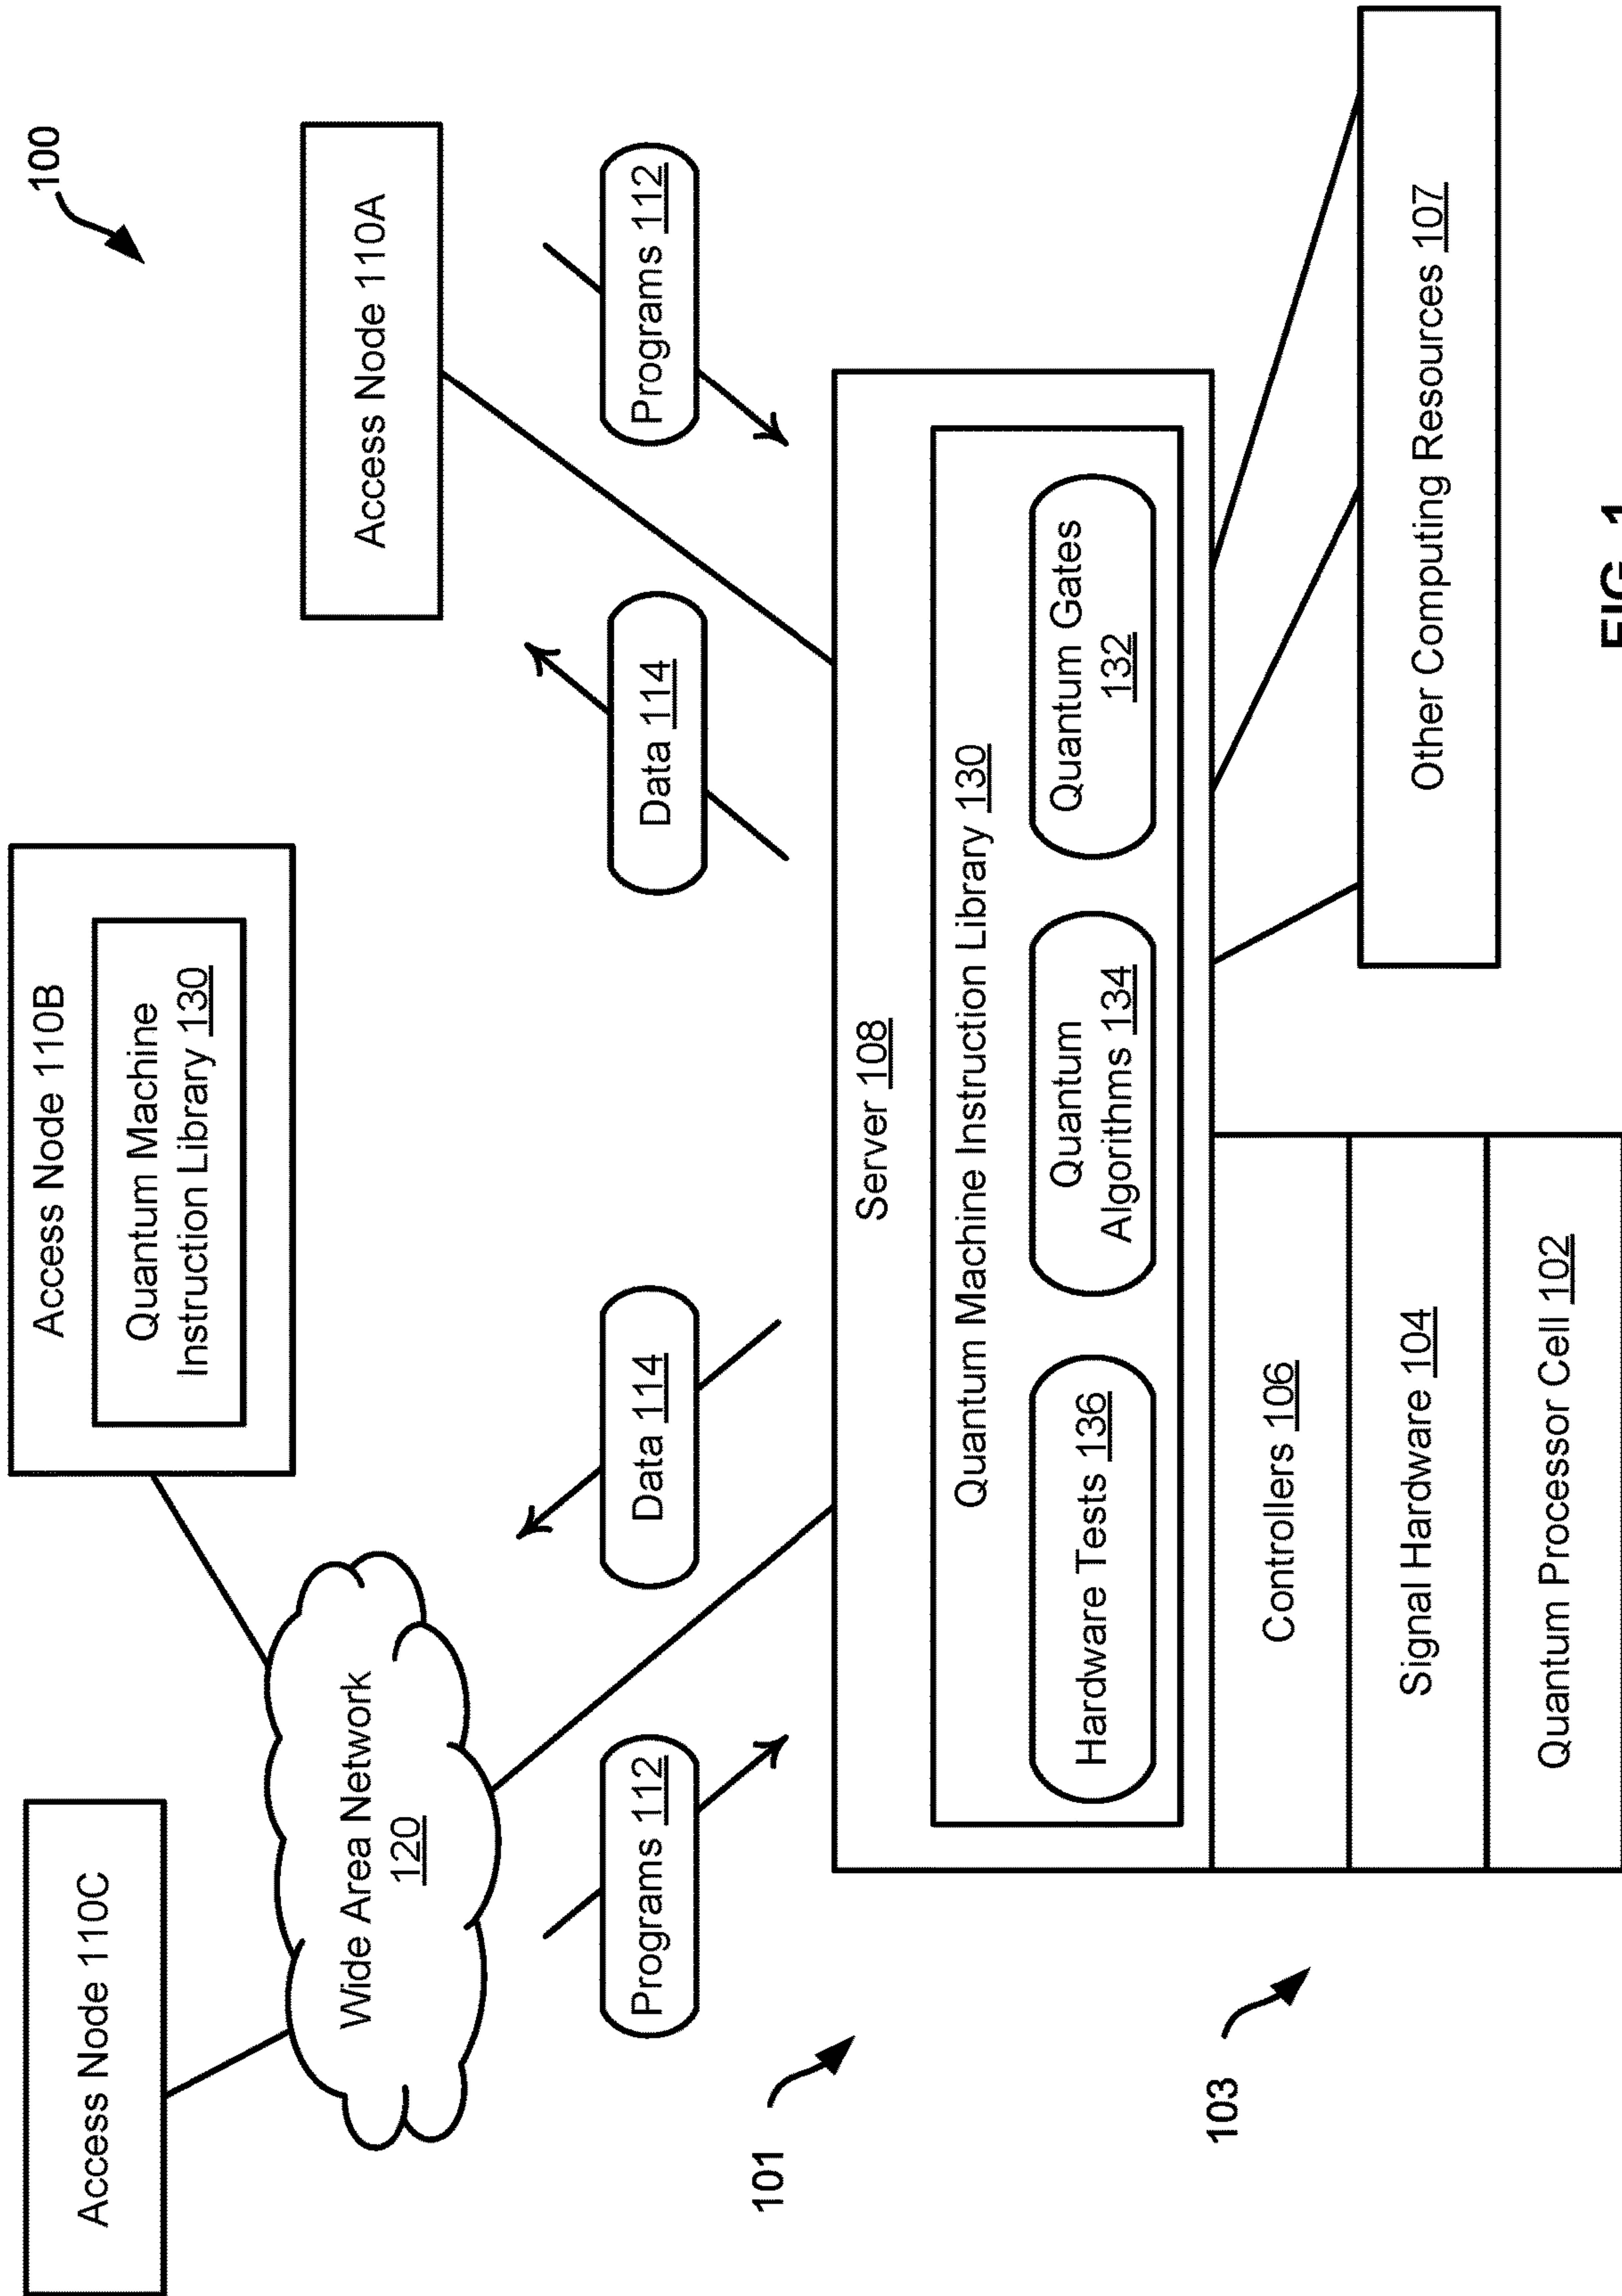 100
Access Node 110C
Access Node 110B
Quantum Machine
Instruction Library 130
Access Node 110A
Wide Area Network
120
Programs 112
Data 114
Data 114
Programs 112
101
Server 108
Quantum Machine Instruction Library 130
Hardware Tests 136
Quantum
Algorithms 134
Quantum Gates
132
103
Controllers 106
Signal Hardware 104
Quantum Processor Cell 102
Other Computing Resources 107
FIG. 1